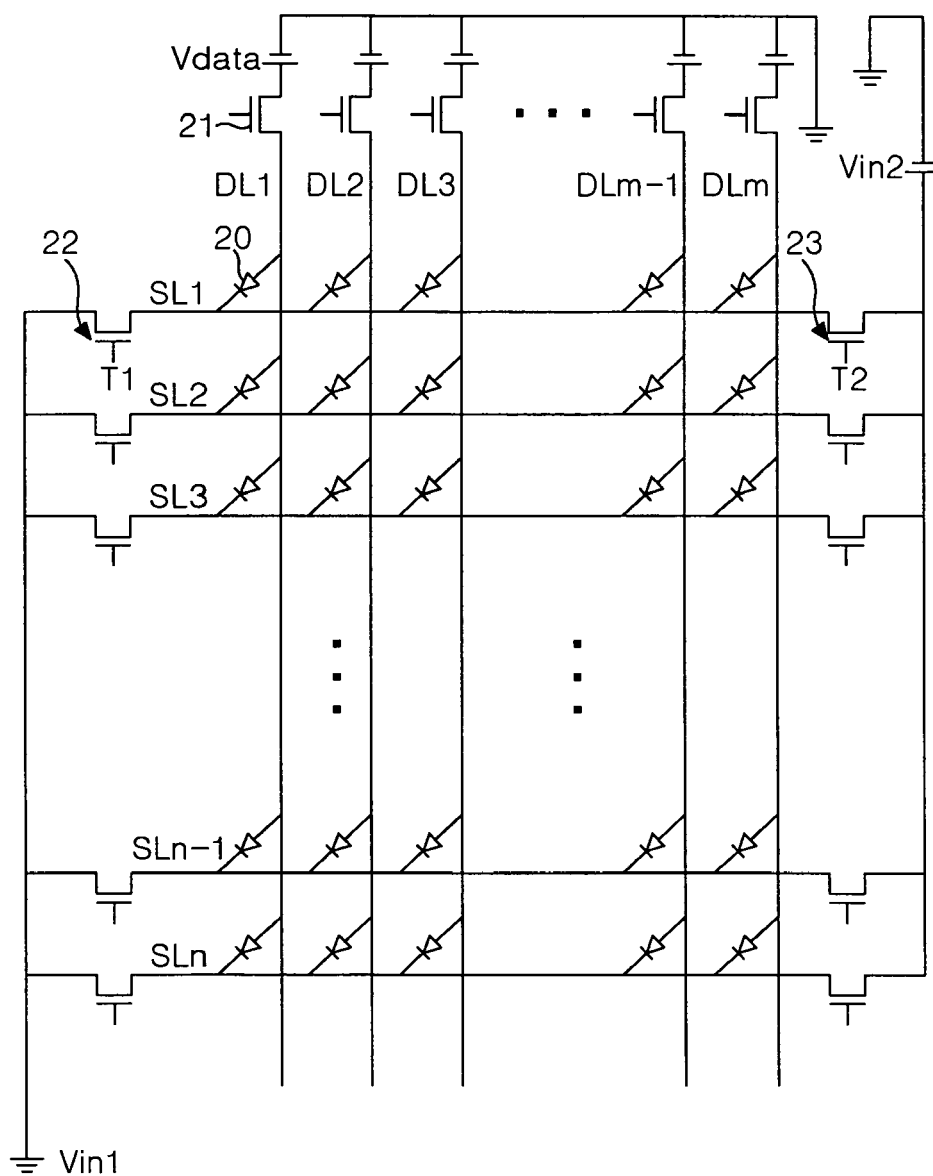 Vdata
21
Vin2
DL1 DL2 DL3 DLm-1 DLm
22 20 23
SL1
T1 SL2 T2
SL3
SLn-1
SLn
Vin1